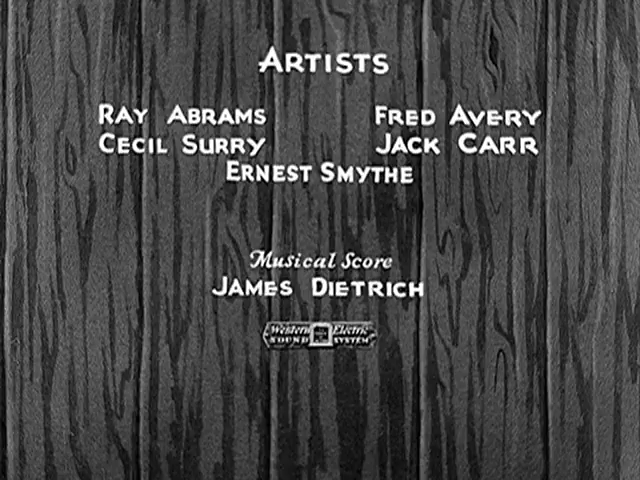 ARTISTS
RAY ABRAMS FRED AVERY
CECIL SURRY JACK CARR
ERNEST SMYTHE
Musical Score
JAMES DIETRICH
Western Electric
SOUND SYSTEM